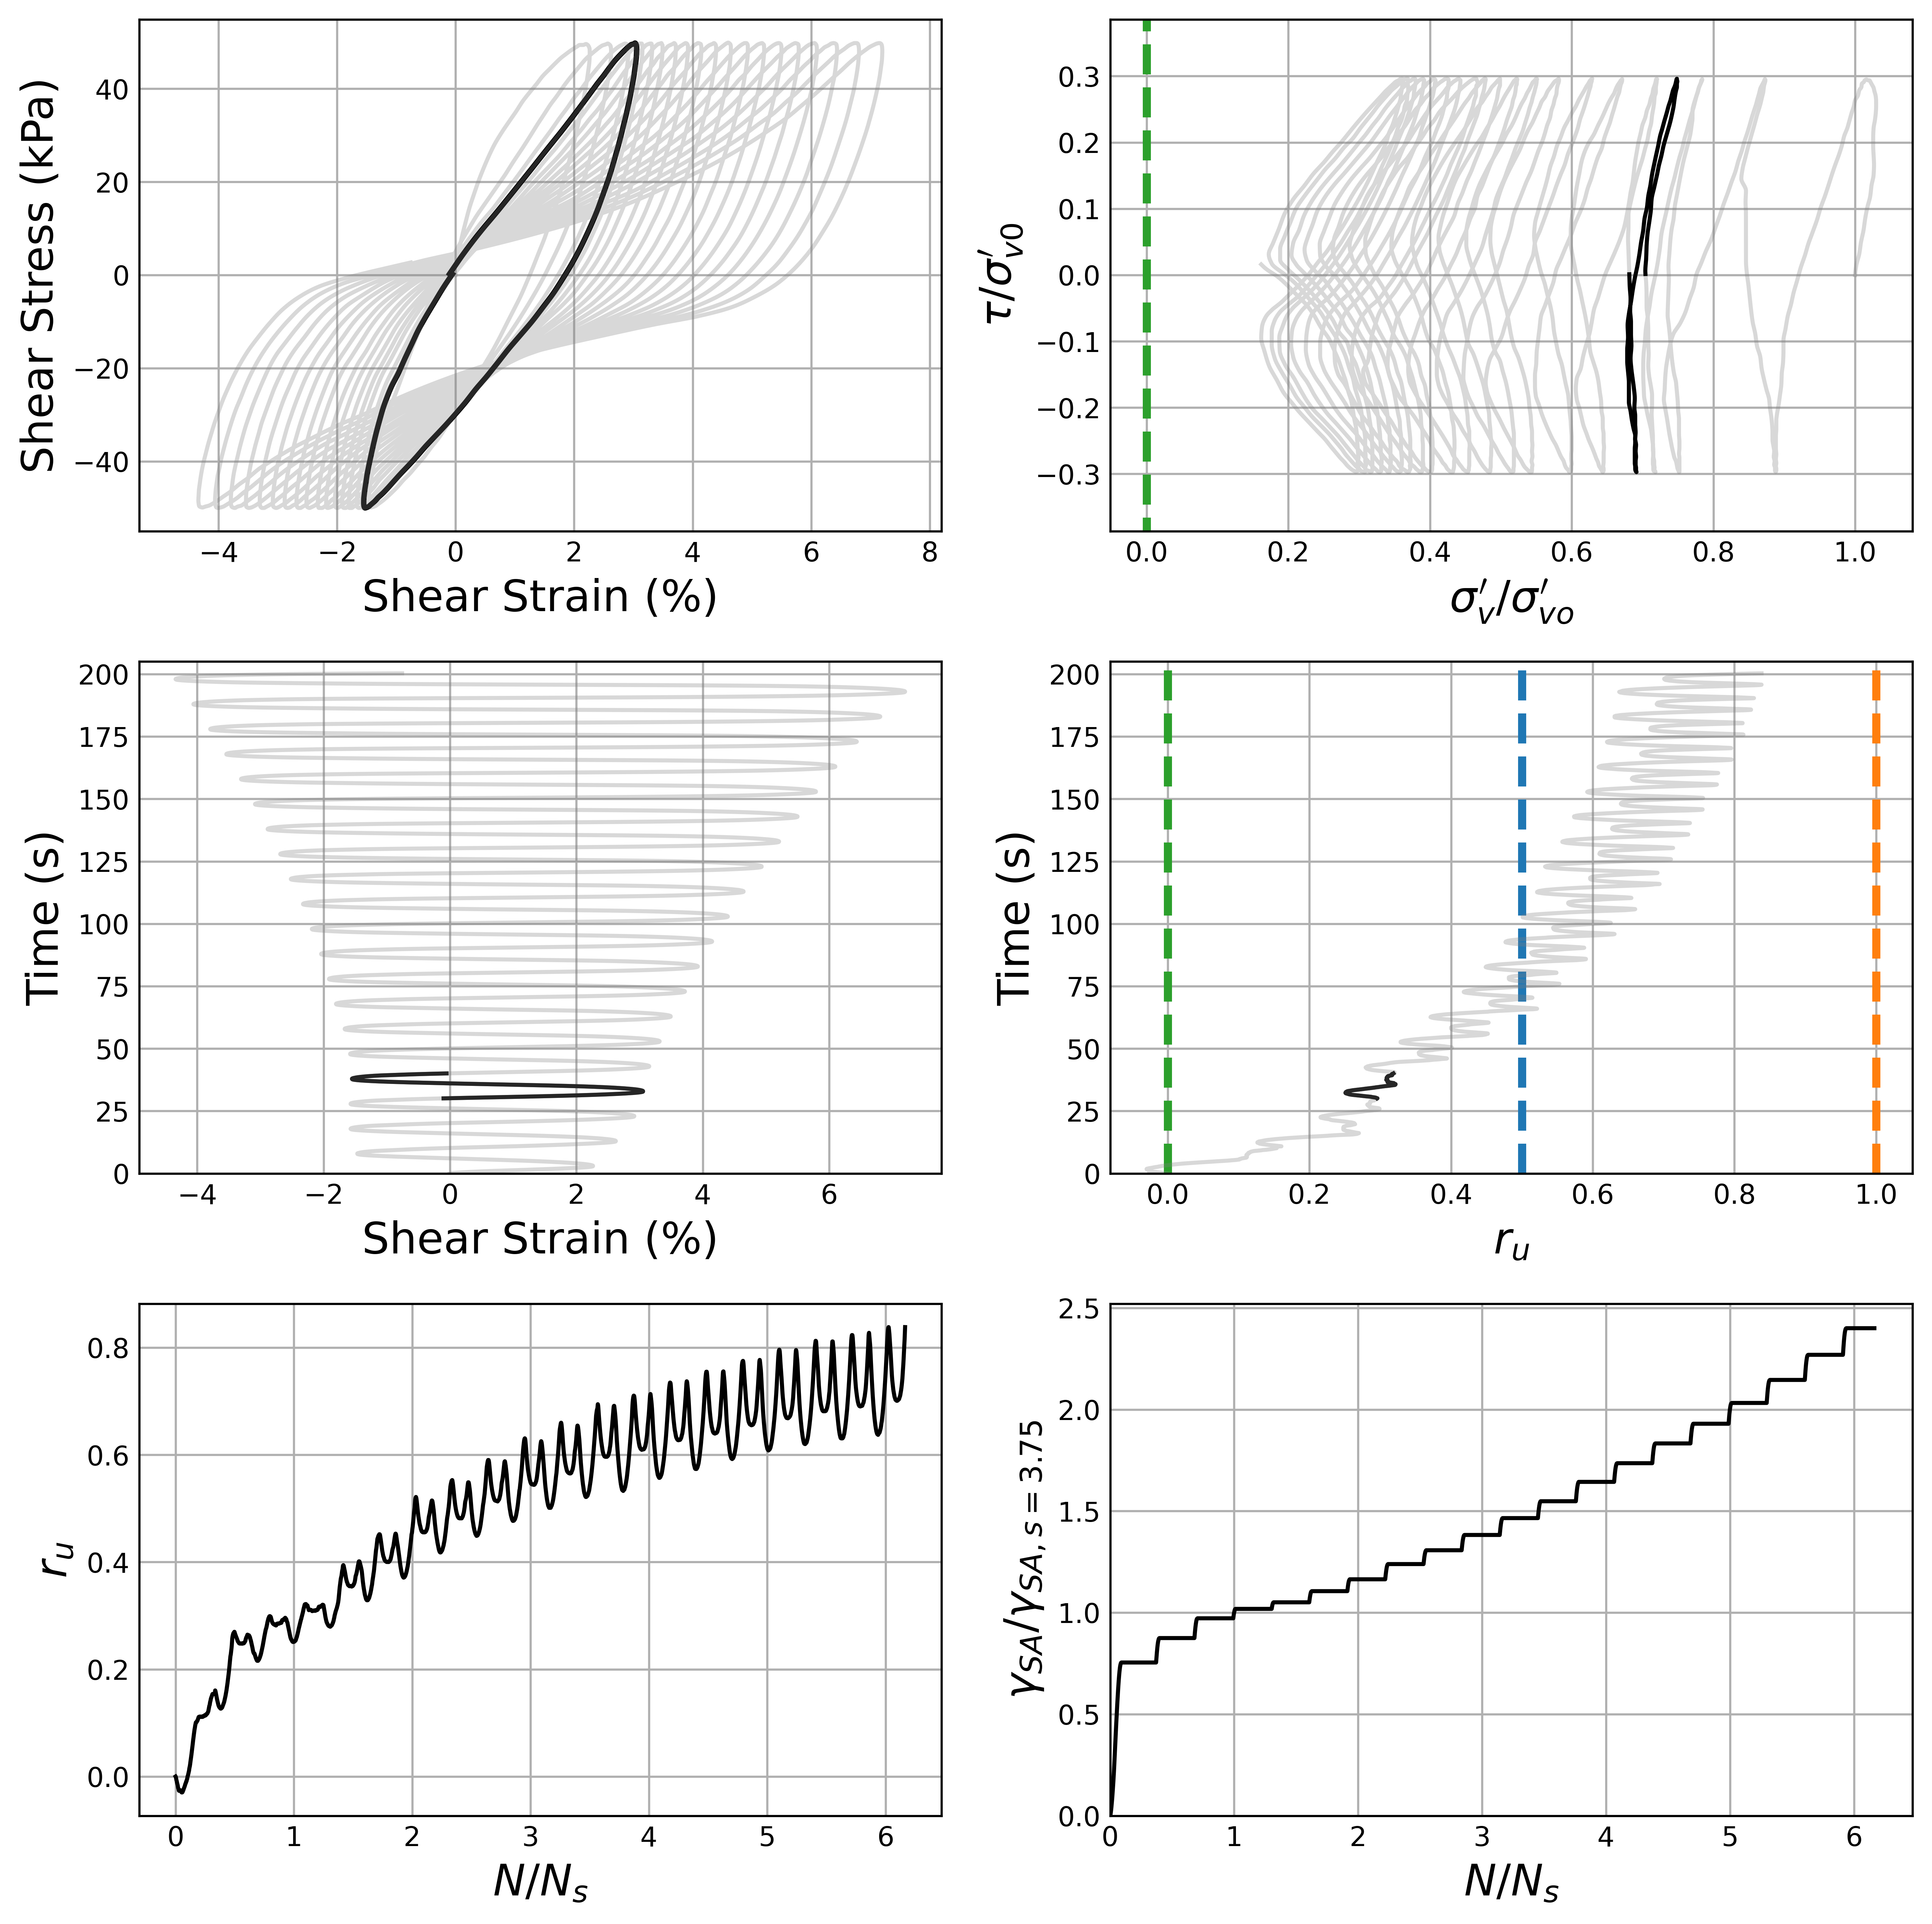 Shear Stress (kPa)
40
20
0
−20
−40
−4 −2 0 2 4 6 8
Shear Strain (%)
τ/σ′v0
0.3
0.2
0.1
0.0
−0.1
−0.2
−0.3
0.0 0.2 0.4 0.6 0.8 1.0
σ′v/σ′vo
Time (s)
200
175
150
125
100
75
50
25
0
−4 −2 0 2 4 6
Shear Strain (%)
Time (s)
200
175
150
125
100
75
50
25
0
0.0 0.2 0.4 0.6 0.8 1.0
ru
ru
0.8
0.6
0.4
0.2
0.0
0 1 2 3 4 5 6
N/Ns
γSA/γSA, s = 3.75
2.5
2.0
1.5
1.0
0.5
0.0
0 1 2 3 4 5 6
N/Ns